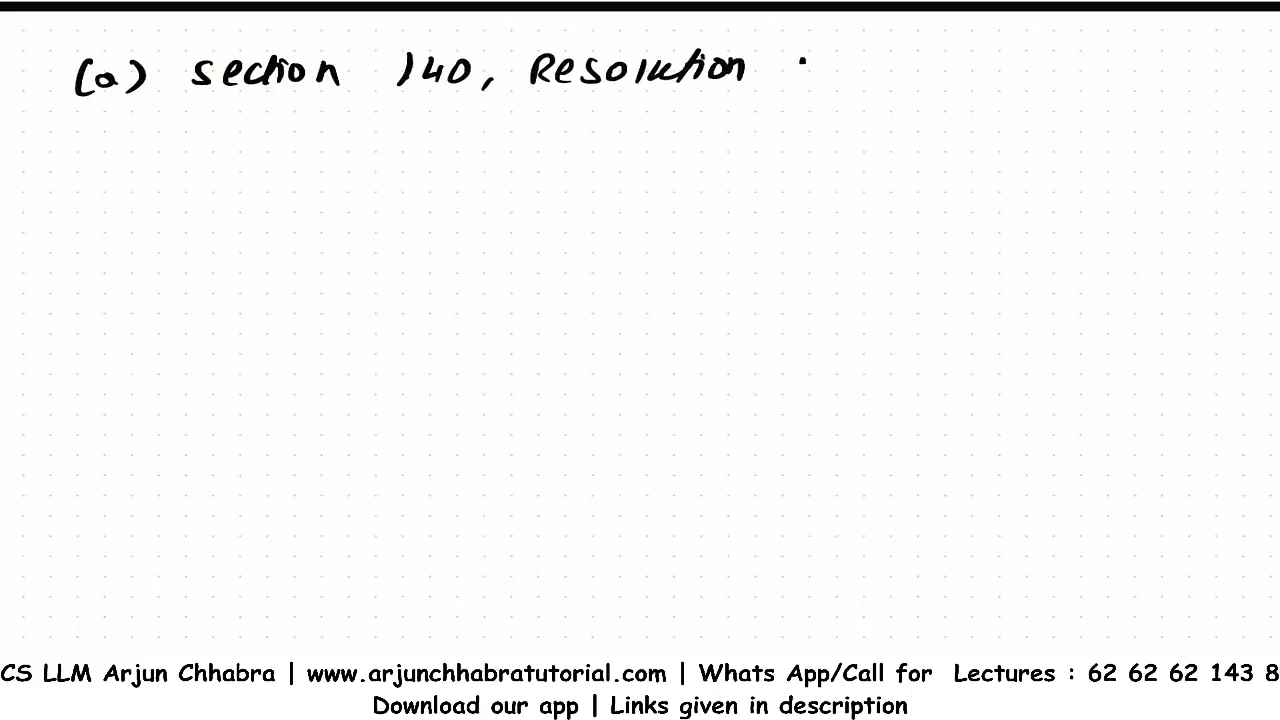 (a) section 140, Resolution
CS LLM Arjun Chhabra | www.arjunchhabratutorial.com | Whats App/Call for Lectures : 62 62 62 143 8
Download our app | Links given in description